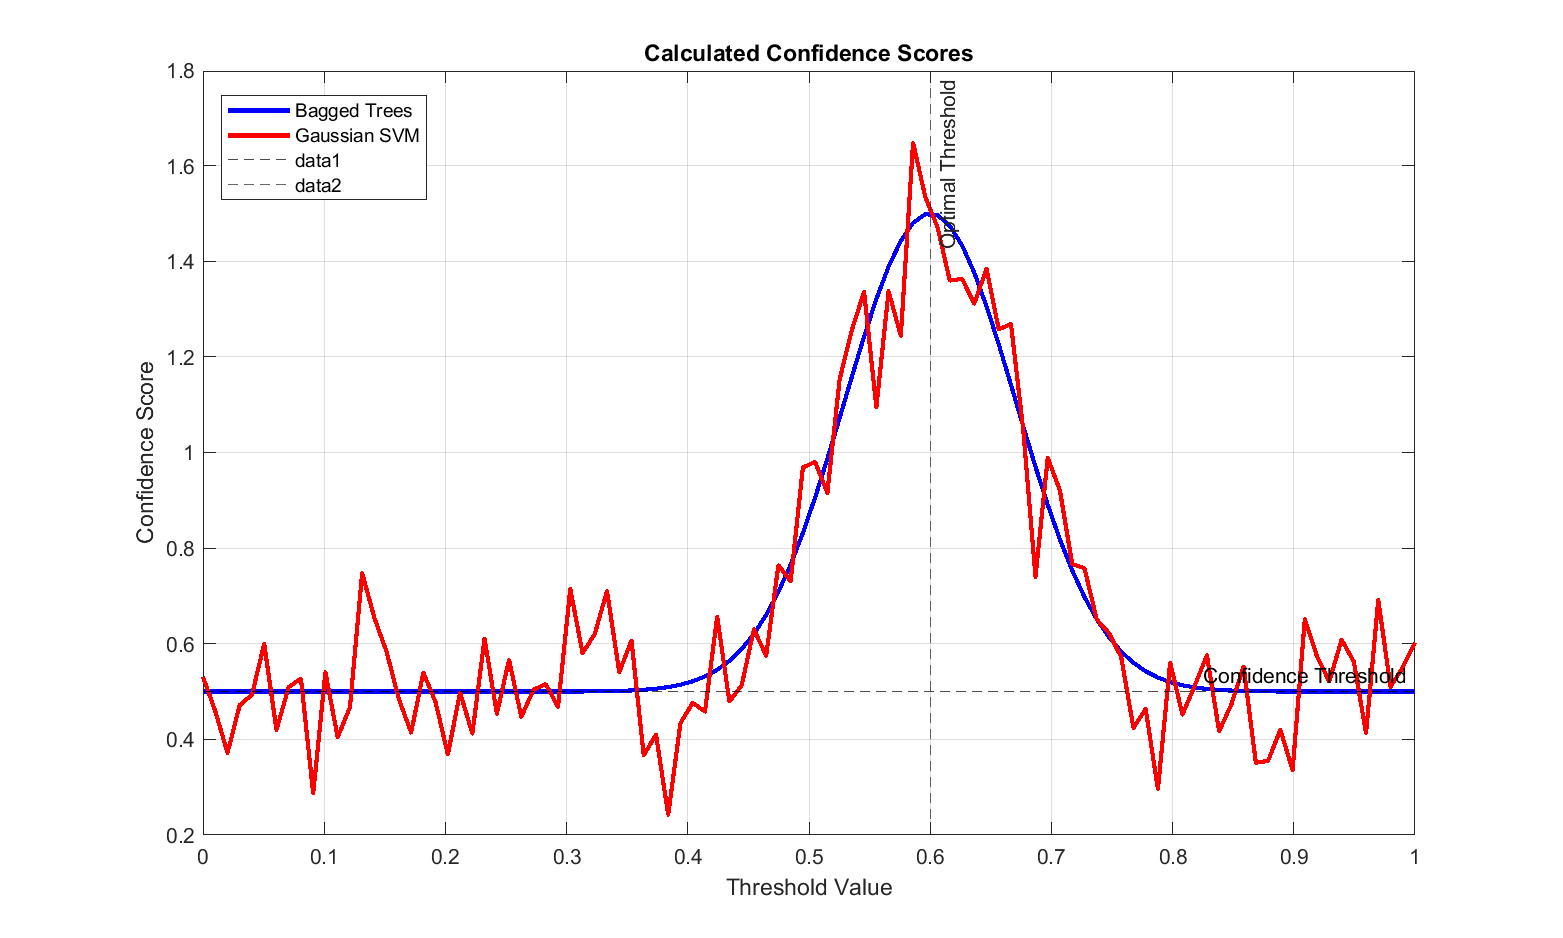 Calculated Confidence Scores
1.8
1.6
1.4
1.2
1
0.8
0.6
0.4
0.2
Confidence Score
Bagged Trees
Gaussian SVM
data1
data2
Optimal Threshold
Confidence Threshold
0 0.1 0.2 0.3 0.4 0.5 0.6 0.7 0.8 0.9 1
Threshold Value